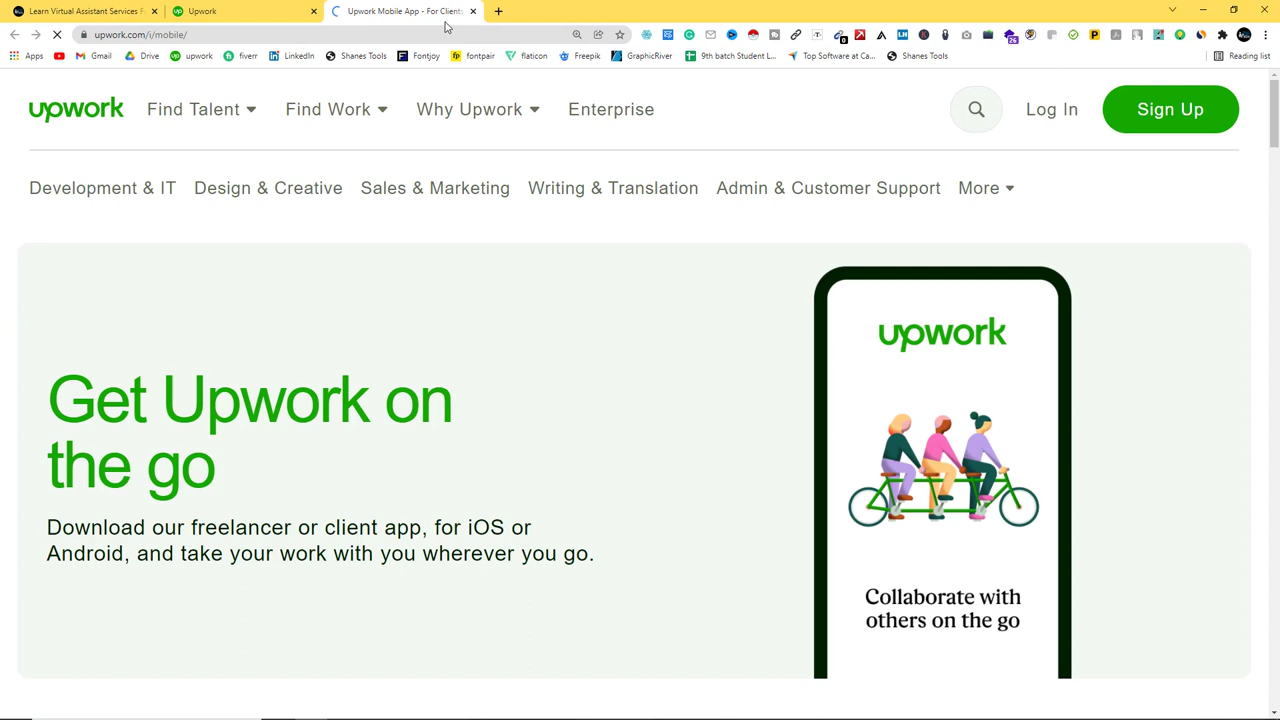 Learn Virtual Assistant Services F
Upwork
Upwork Mobile App - For Clients
upwork.com/i/mobile/
Apps
Gmail
Drive
upwork
fiverr
LinkedIn
Shanes Tools
Fontjoy
fontpair
flaticon
Freepik
GraphicRiver
9th batch Student L...
Top Software at Ca...
Shanes Tools
Reading list
upwork
Find Talent
Find Work
Why Upwork
Enterprise
Log In
Sign Up
Development & IT
Design & Creative
Sales & Marketing
Writing & Translation
Admin & Customer Support
More
Get Upwork on
the go
Download our freelancer or client app, for iOS or
Android, and take your work with you wherever you go.
upwork
Collaborate with
others on the go